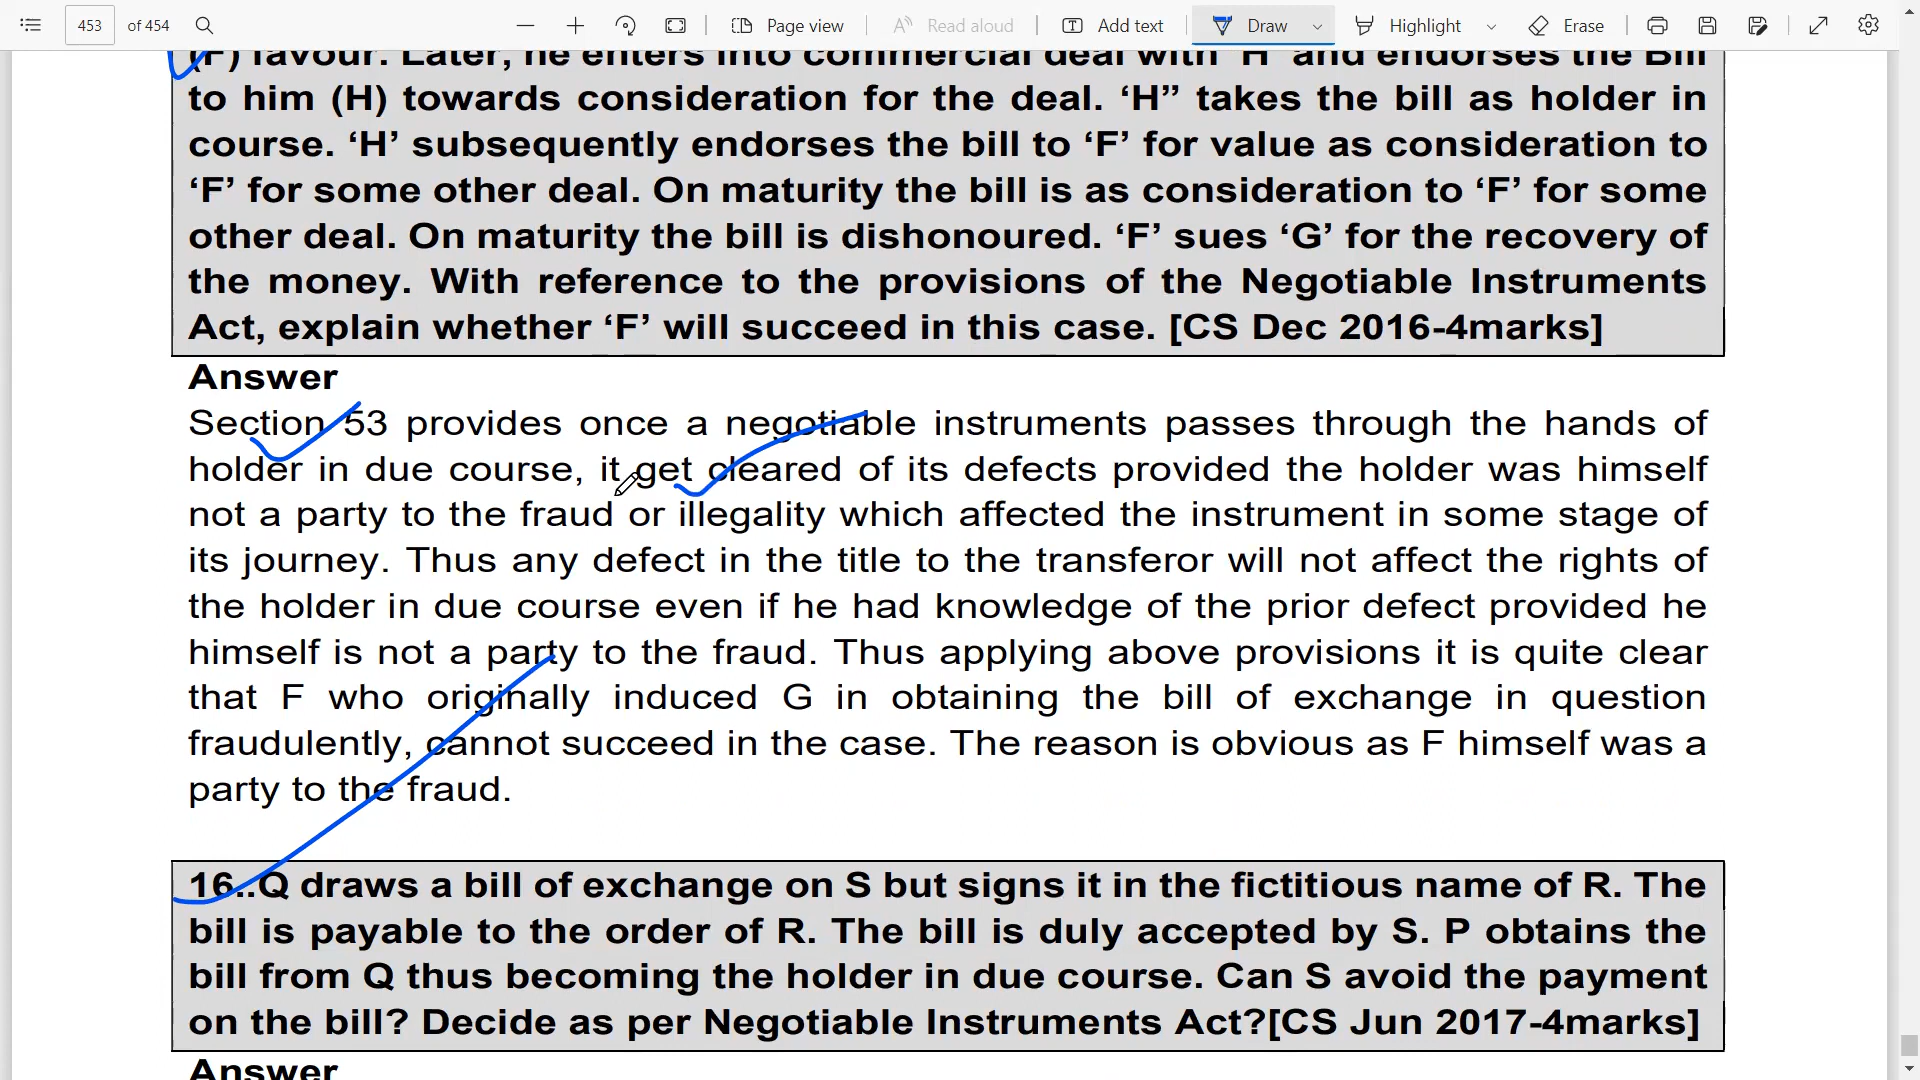 453 of 454 Page view Read aloud Add text Draw Highlight Erase
(F) favour. Later, he enters into commercial deal with ‘H’ and endorses the Bill
to him (H) towards consideration for the deal. ‘H” takes the bill as holder in
course. ‘H’ subsequently endorses the bill to ‘F’ for value as consideration to
‘F’ for some other deal. On maturity the bill is as consideration to ‘F’ for some
other deal. On maturity the bill is dishonoured. ‘F’ sues ‘G’ for the recovery of
the money. With reference to the provisions of the Negotiable Instruments
Act, explain whether ‘F’ will succeed in this case. [CS Dec 2016-4marks]
Answer
Section 53 provides once a negotiable instruments passes through the hands of
holder in due course, it get cleared of its defects provided the holder was himself
not a party to the fraud or illegality which affected the instrument in some stage of
its journey. Thus any defect in the title to the transferor will not affect the rights of
the holder in due course even if he had knowledge of the prior defect provided he
himself is not a party to the fraud. Thus applying above provisions it is quite clear
that F who originally induced G in obtaining the bill of exchange in question
fraudulently, cannot succeed in the case. The reason is obvious as F himself was a
party to the fraud.
16..Q draws a bill of exchange on S but signs it in the fictitious name of R. The
bill is payable to the order of R. The bill is duly accepted by S. P obtains the
bill from Q thus becoming the holder in due course. Can S avoid the payment
on the bill? Decide as per Negotiable Instruments Act?[CS Jun 2017-4marks]
Answer